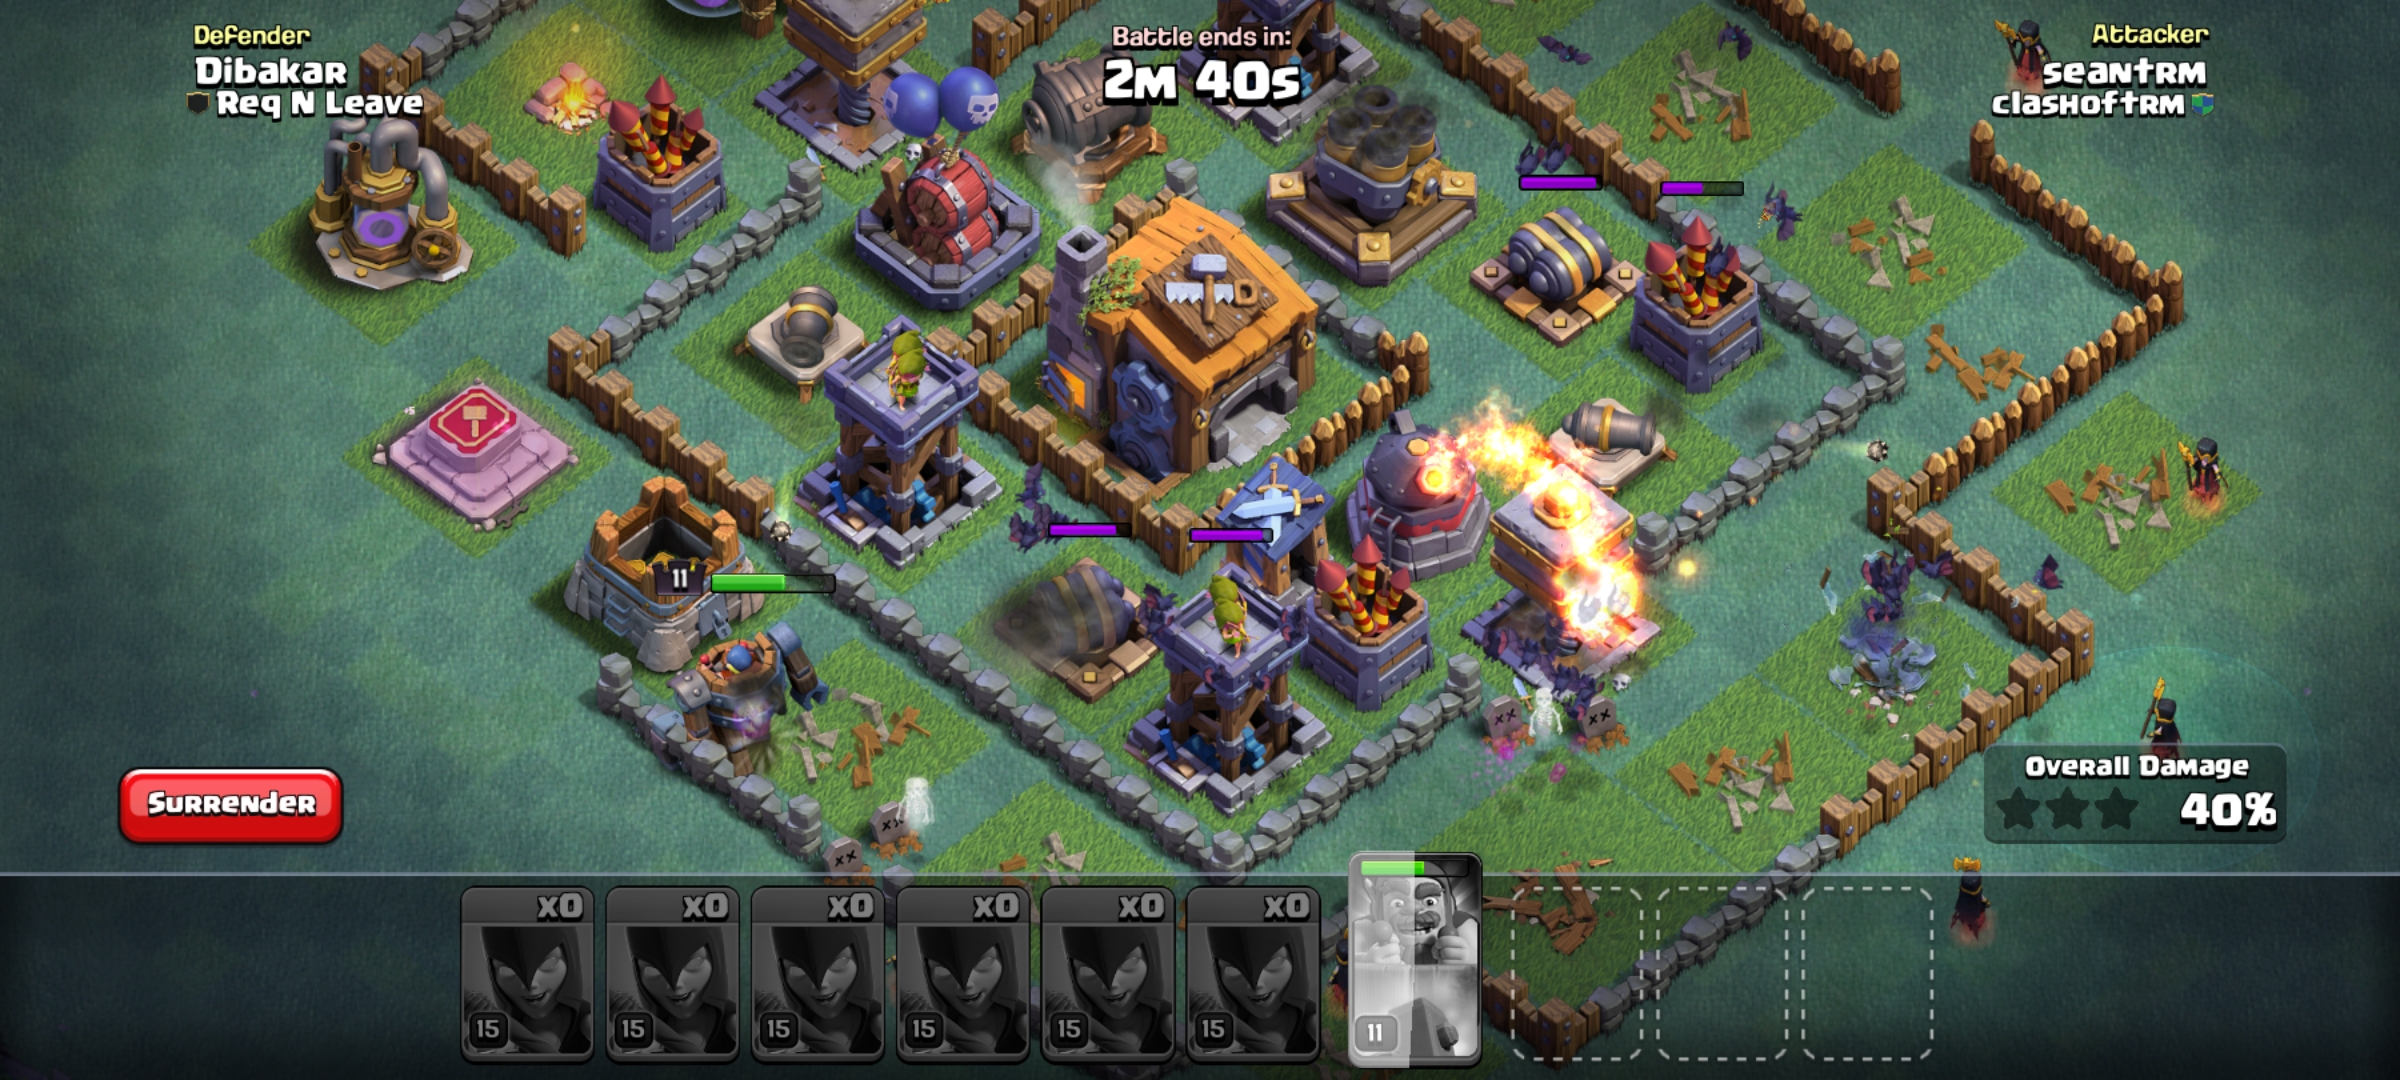 Defender
Dibakar
Req N Leave
Battle ends in:
2M 40s
Attacker
seantRM
clashoftRM
11
Surrender
Overall Damage
40%
x0 x0 x0 x0 x0 x0
15 15 15 15 15 15 11